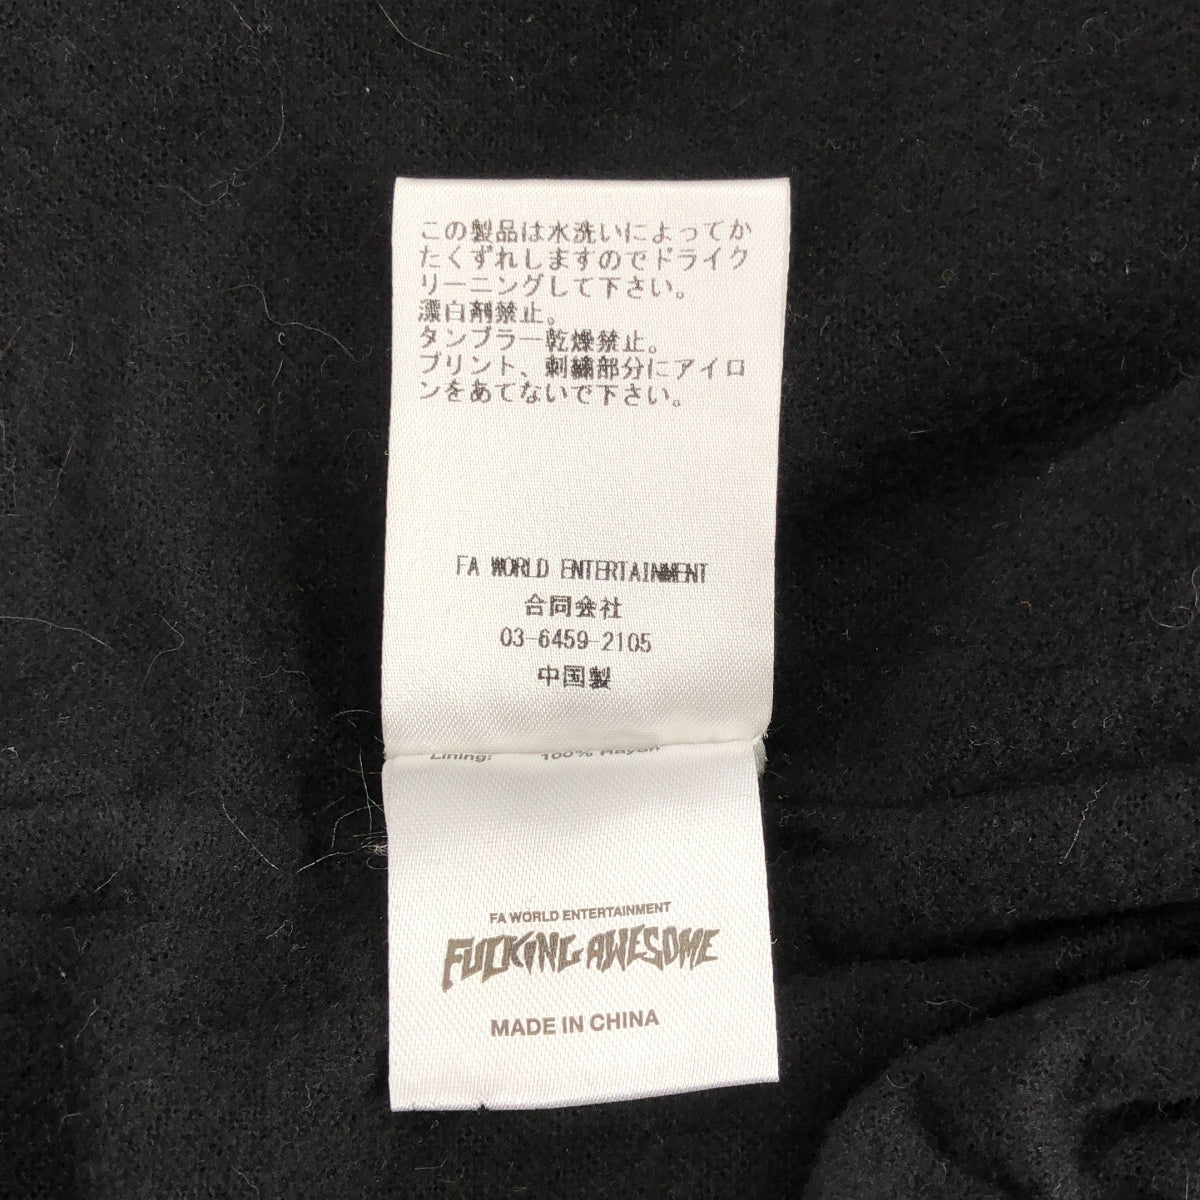 この製品は水洗いによってか
たくずれしますのでドライク
リーニングして下さい。
漂白剤禁止。
タンブラー乾燥禁止。
プリント、刺繍部分にアイロ
ンをあてないで下さい。
FA WORLD ENTERTAINMENT
合同会社
03-6459-2105
中国製
Lining: 100% Rayon
FA WORLD ENTERTAINMENT
FUCKING AWESOME
MADE IN CHINA